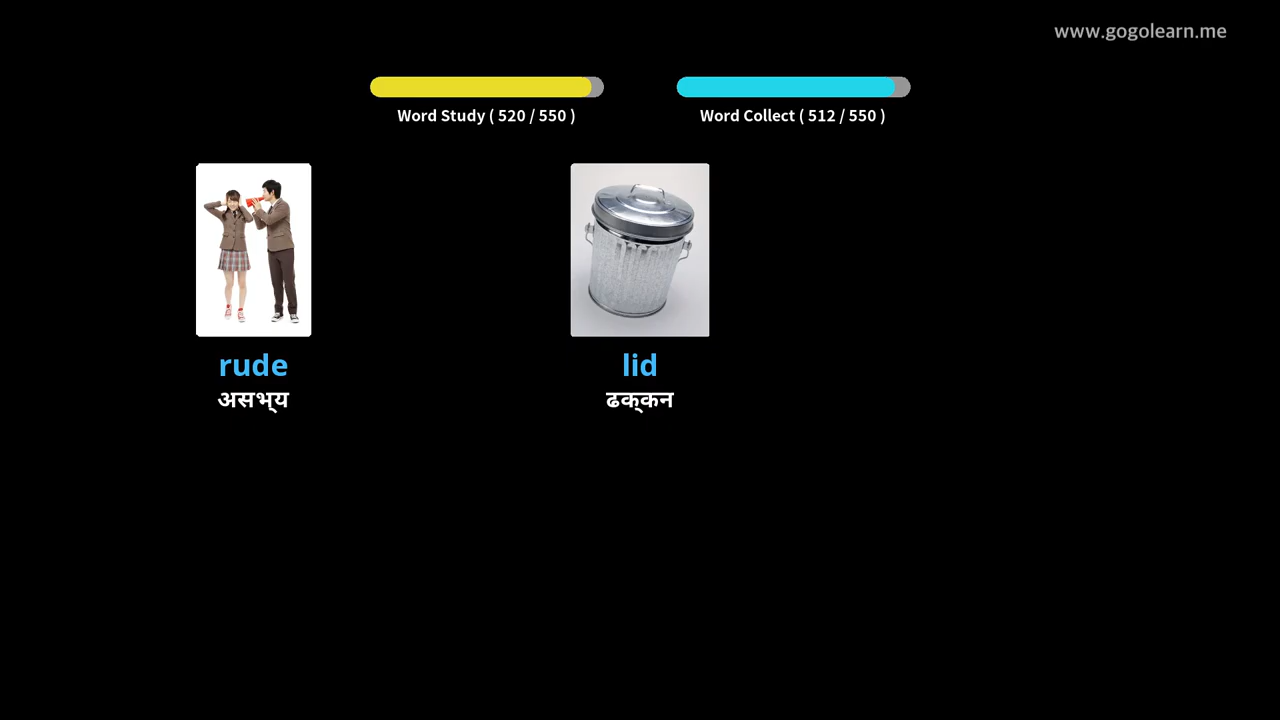 www.gogolearn.me
Word Study ( 520 / 550 )
Word Collect ( 512 / 550 )
rude
असभ्य
lid
ढक्कन